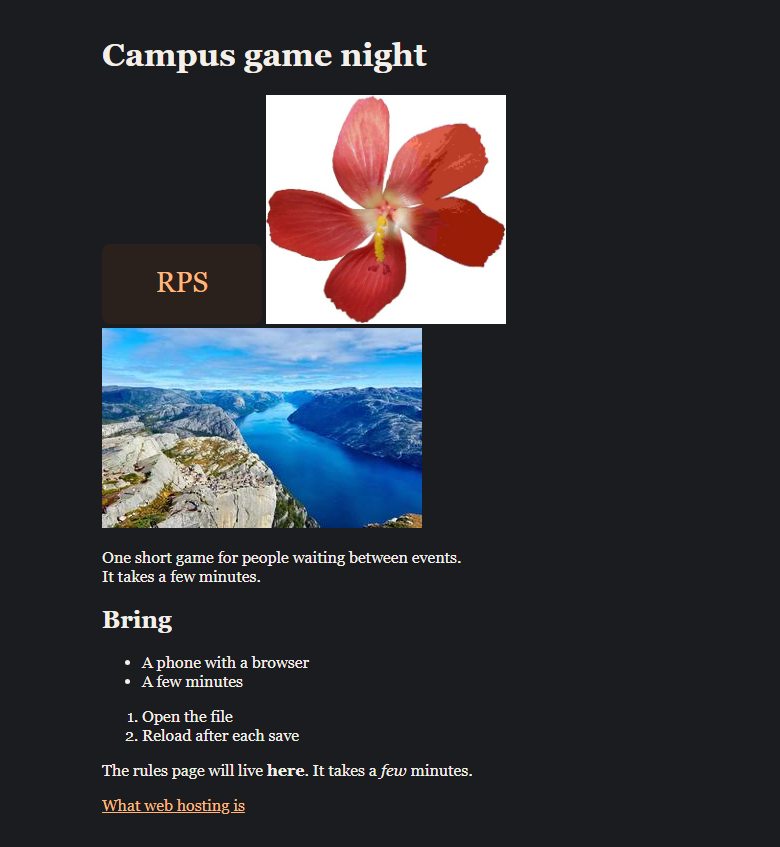 Campus game night
RPS
One short game for people waiting between events.
It takes a few minutes.
Bring
• A phone with a browser
• A few minutes
1. Open the file
2. Reload after each save
The rules page will live here. It takes a few minutes.
What web hosting is